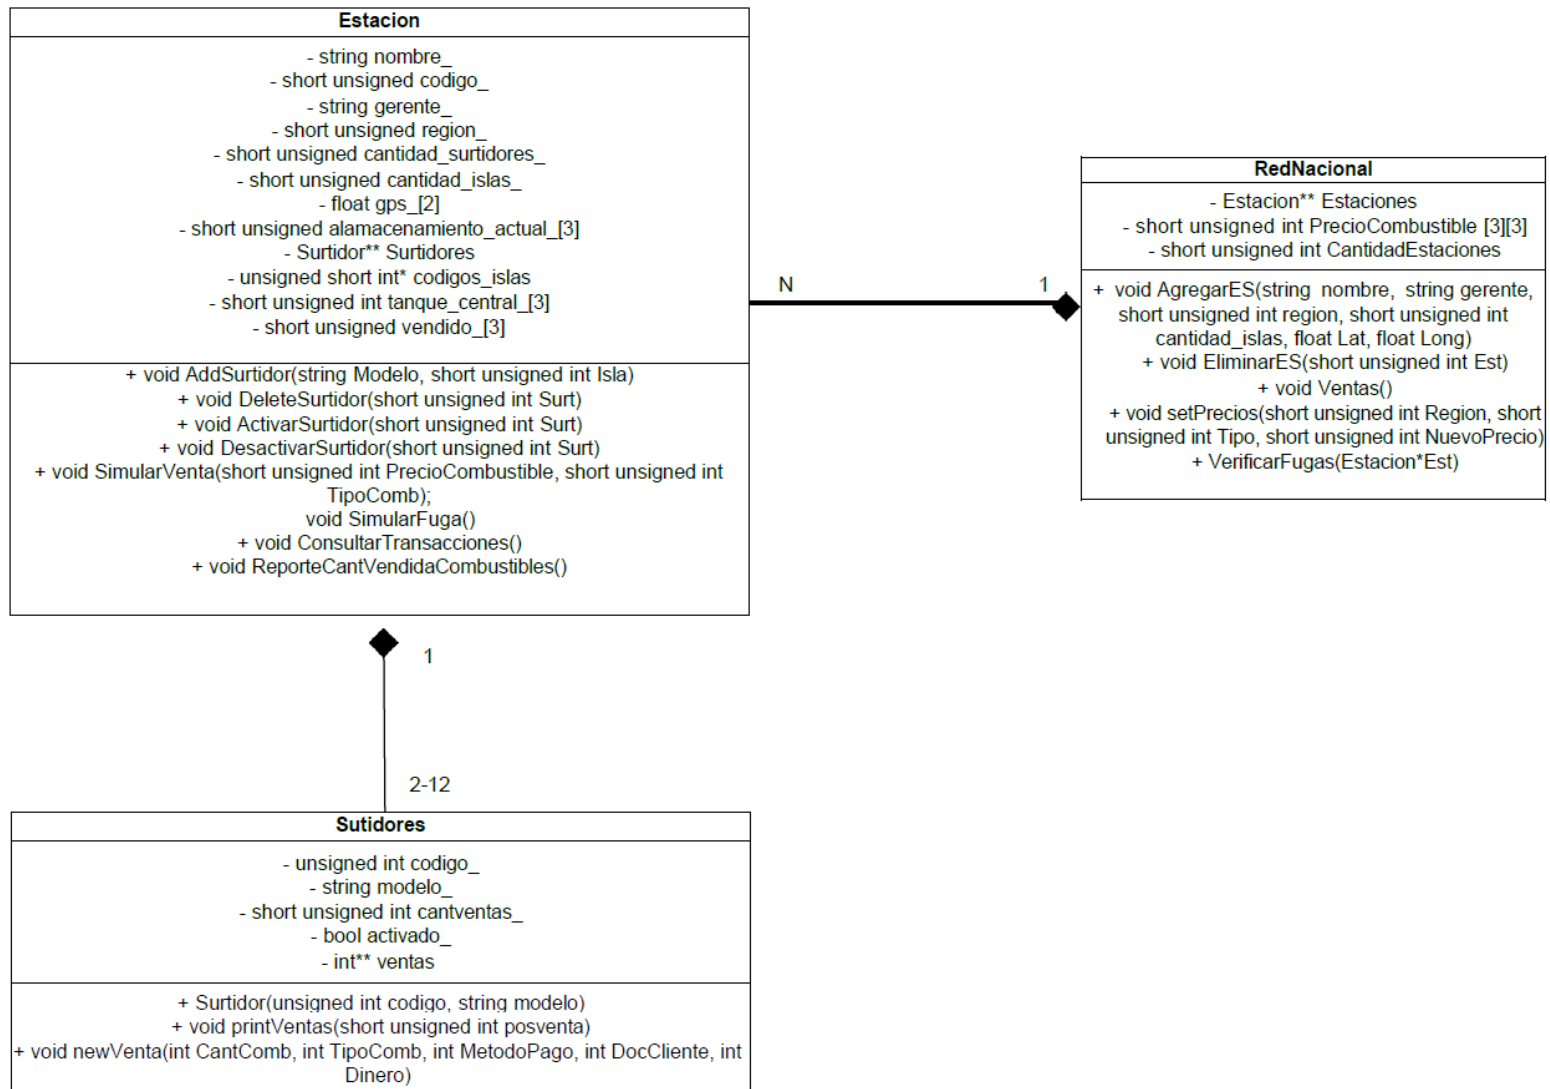 Estacion
- string nombre_
- short unsigned codigo_
- string gerente_
- short unsigned region_
- short unsigned cantidad_surtidores_
- short unsigned cantidad_islas_
- float gps_[2]
- short unsigned alamacenamiento_actual_[3]
- Surtidor** Surtidores
- unsigned short int* codigos_islas
- short unsigned int tanque_central_[3]
- short unsigned vendido_[3]
+ void AddSurtidor(string Modelo, short unsigned int Isla)
+ void DeleteSurtidor(short unsigned int Surt)
+ void ActivarSurtidor(short unsigned int Surt)
+ void DesactivarSurtidor(short unsigned int Surt)
+ void SimularVenta(short unsigned int PrecioCombustible, short unsigned int
TipoComb);
void SimularFuga()
+ void ConsultarTransacciones()
+ void ReporteCantVendidaCombustibles()
N
1
RedNacional
- Estacion** Estaciones
- short unsigned int PrecioCombustible [3][3]
- short unsigned int CantidadEstaciones
+ void AgregarES(string nombre, string gerente,
short unsigned int region, short unsigned int
cantidad_islas, float Lat, float Long)
+ void EliminarES(short unsigned int Est)
+ void Ventas()
+ void setPrecios(short unsigned int Region, short
unsigned int Tipo, short unsigned int NuevoPrecio)
+ VerificarFugas(Estacion*Est)
1
2-12
Sutidores
- unsigned int codigo_
- string modelo_
- short unsigned int cantventas_
- bool activado_
- int** ventas
+ Surtidor(unsigned int codigo, string modelo)
+ void printVentas(short unsigned int posventa)
+ void newVenta(int CantComb, int TipoComb, int MetodoPago, int DocCliente, int
Dinero)